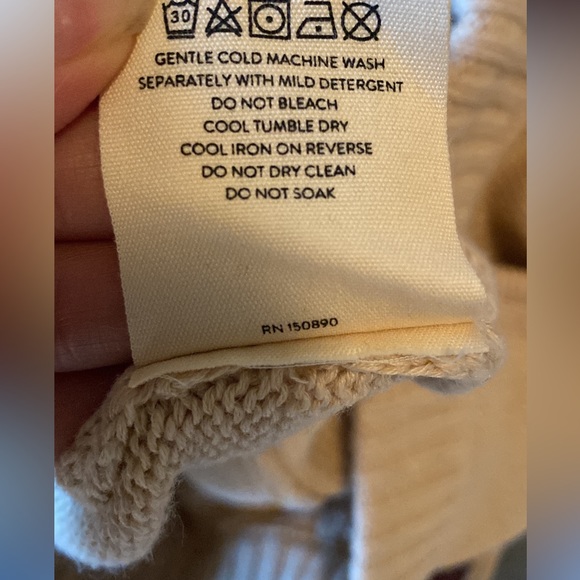 30
GENTLE COLD MACHINE WASH
SEPARATELY WITH MILD DETERGENT
DO NOT BLEACH
COOL TUMBLE DRY
COOL IRON ON REVERSE
DO NOT DRY CLEAN
DO NOT SOAK
RN 150890